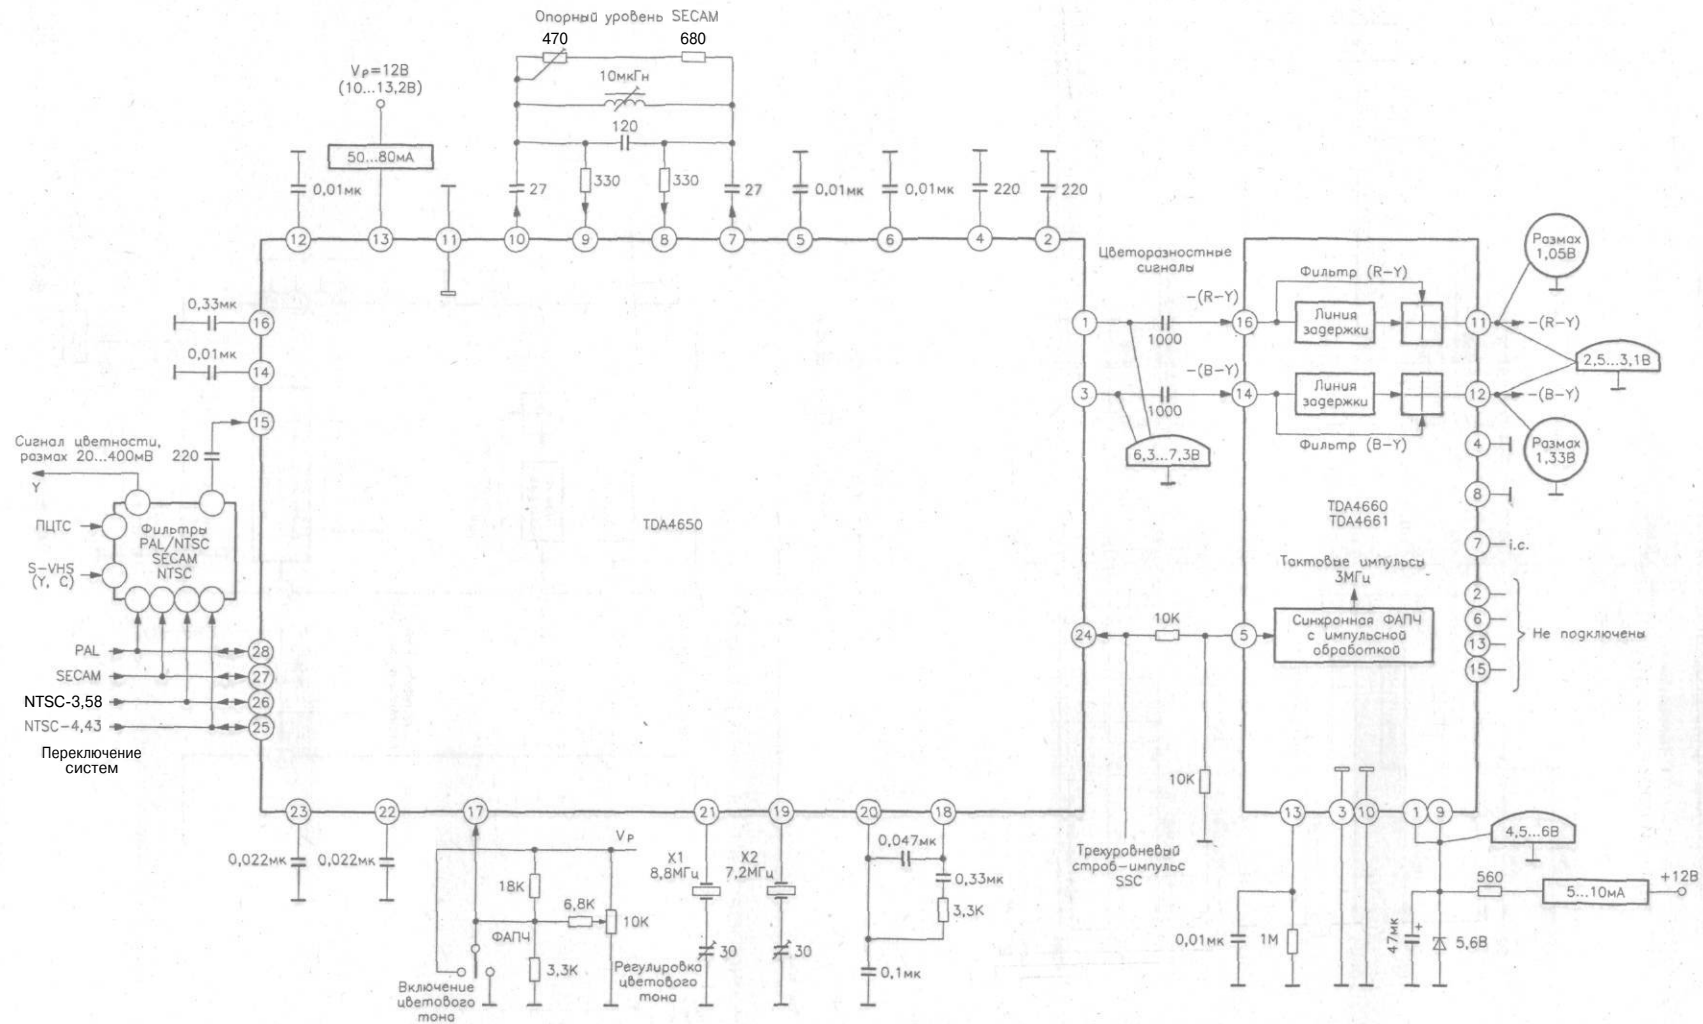 Опорный уровень SECAM
470
680
Vр=12В
(10...13,2В)
10мкГн
120
50...80мА
0,01мк
27
330
330
27
0,01мк
0,01мк
220
220
12
13
11
10
9
8
7
5
6
4
2
Размах
1,05В
Цветоразностные
сигналы
Фильтр (R-Y)
-(R-Y)
0,33мк
16
1
1000
16
Линия
задержки
11
-(R-Y)
0,01мк
14
2,5...3,1В
3
-(B-Y)
1000
14
Линия
задержки
12
-(B-Y)
15
Сигнал цветности,
размах 20...400мВ
220
Y
6,3...7,3В
Фильтр (B-Y)
4
Размах
1,33В
8
TDA4650
TDA4660
TDA4661
ПЦТС
Фильтры
PAL/NTSC
SECAM
NTSC
S-VHS
(Y, C)
7
i.c.
Тактовые импульсы
3МГц
2
6
13
15
Не подключены
10К
24
5
Синхронная ФАПЧ
с импульсной
обработкой
PAL
28
SECAM
27
NTSC-3,58
26
NTSC-4,43
25
Переключение
систем
10К
23
22
17
21
19
20
18
13
3
10
1
9
4,5...6В
0,022мк
0,022мк
Vр
X1
8,8МГц
X2
7,2МГц
0,047мк
0,33мк
3,3К
Трехуровневый
строб-импульс
SSC
18К
6,8К
10К
ФАПЧ
3,3К
30
30
0,1мк
Включение
цветового
тона
Регулировка
цветового
тона
0,01мк
1М
47мк
+
5,6В
560
5...10мА
+12В